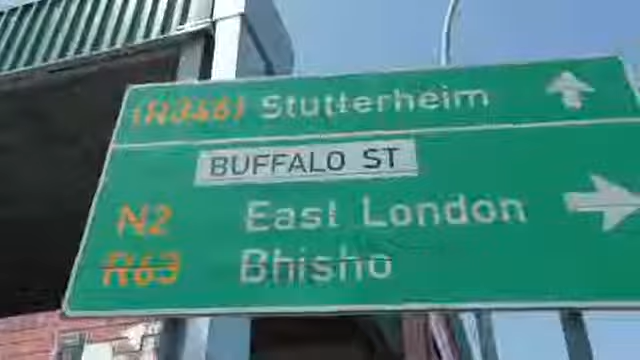 (R346) Stutterheim
BUFFALO ST
N2 East London
R63 Bhisho